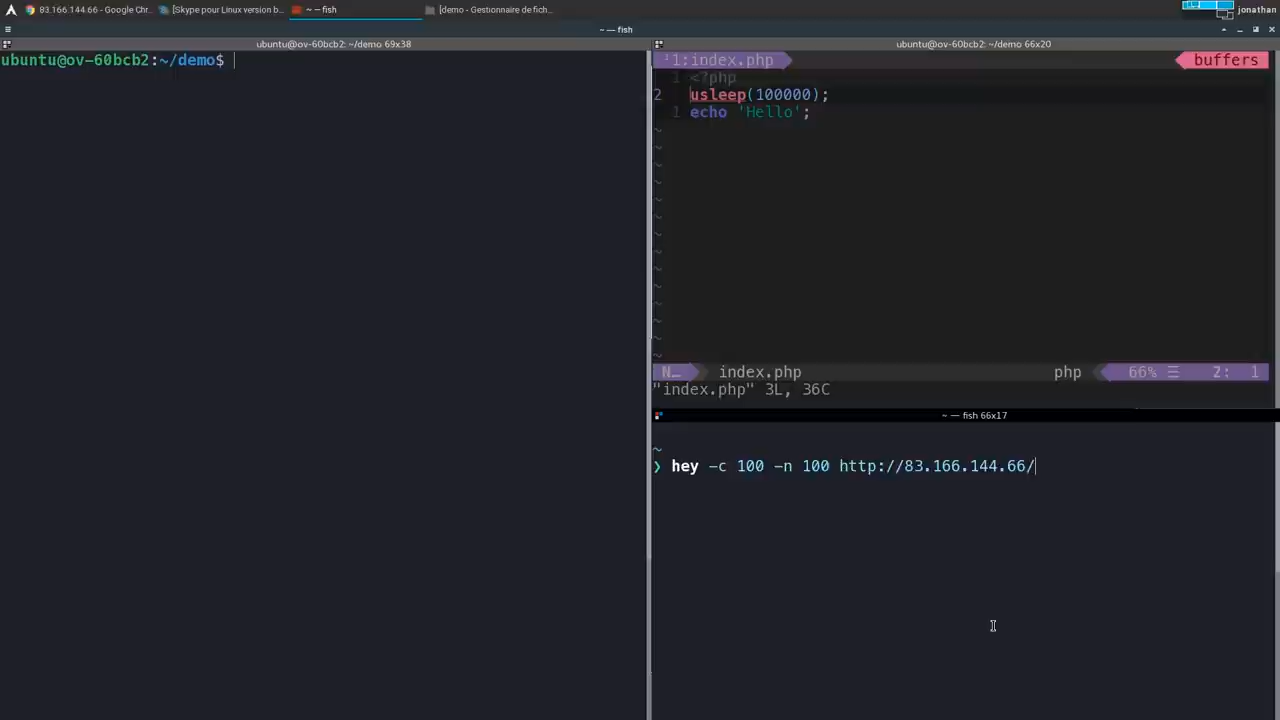 83.166.144.66 - Google Chr...
[Skype pour Linux version b...
~ — fish
[demo - Gestionnaire de fich...
jonathan
~ — fish
ubuntu@ov-60bcb2: ~/demo 69x38
ubuntu@ov-60bcb2:~/demo$
ubuntu@ov-60bcb2: ~/demo 66x20
1:index.php
buffers
1 <?php
2 usleep(100000);
1 echo 'Hello';
~
~
~
~
~
~
~
~
~
~
~
~
~
~
N… index.php php 66% ☰ 2: 1
"index.php" 3L, 36C
~ — fish 66x17
~
❯ hey -c 100 -n 100 http://83.166.144.66/